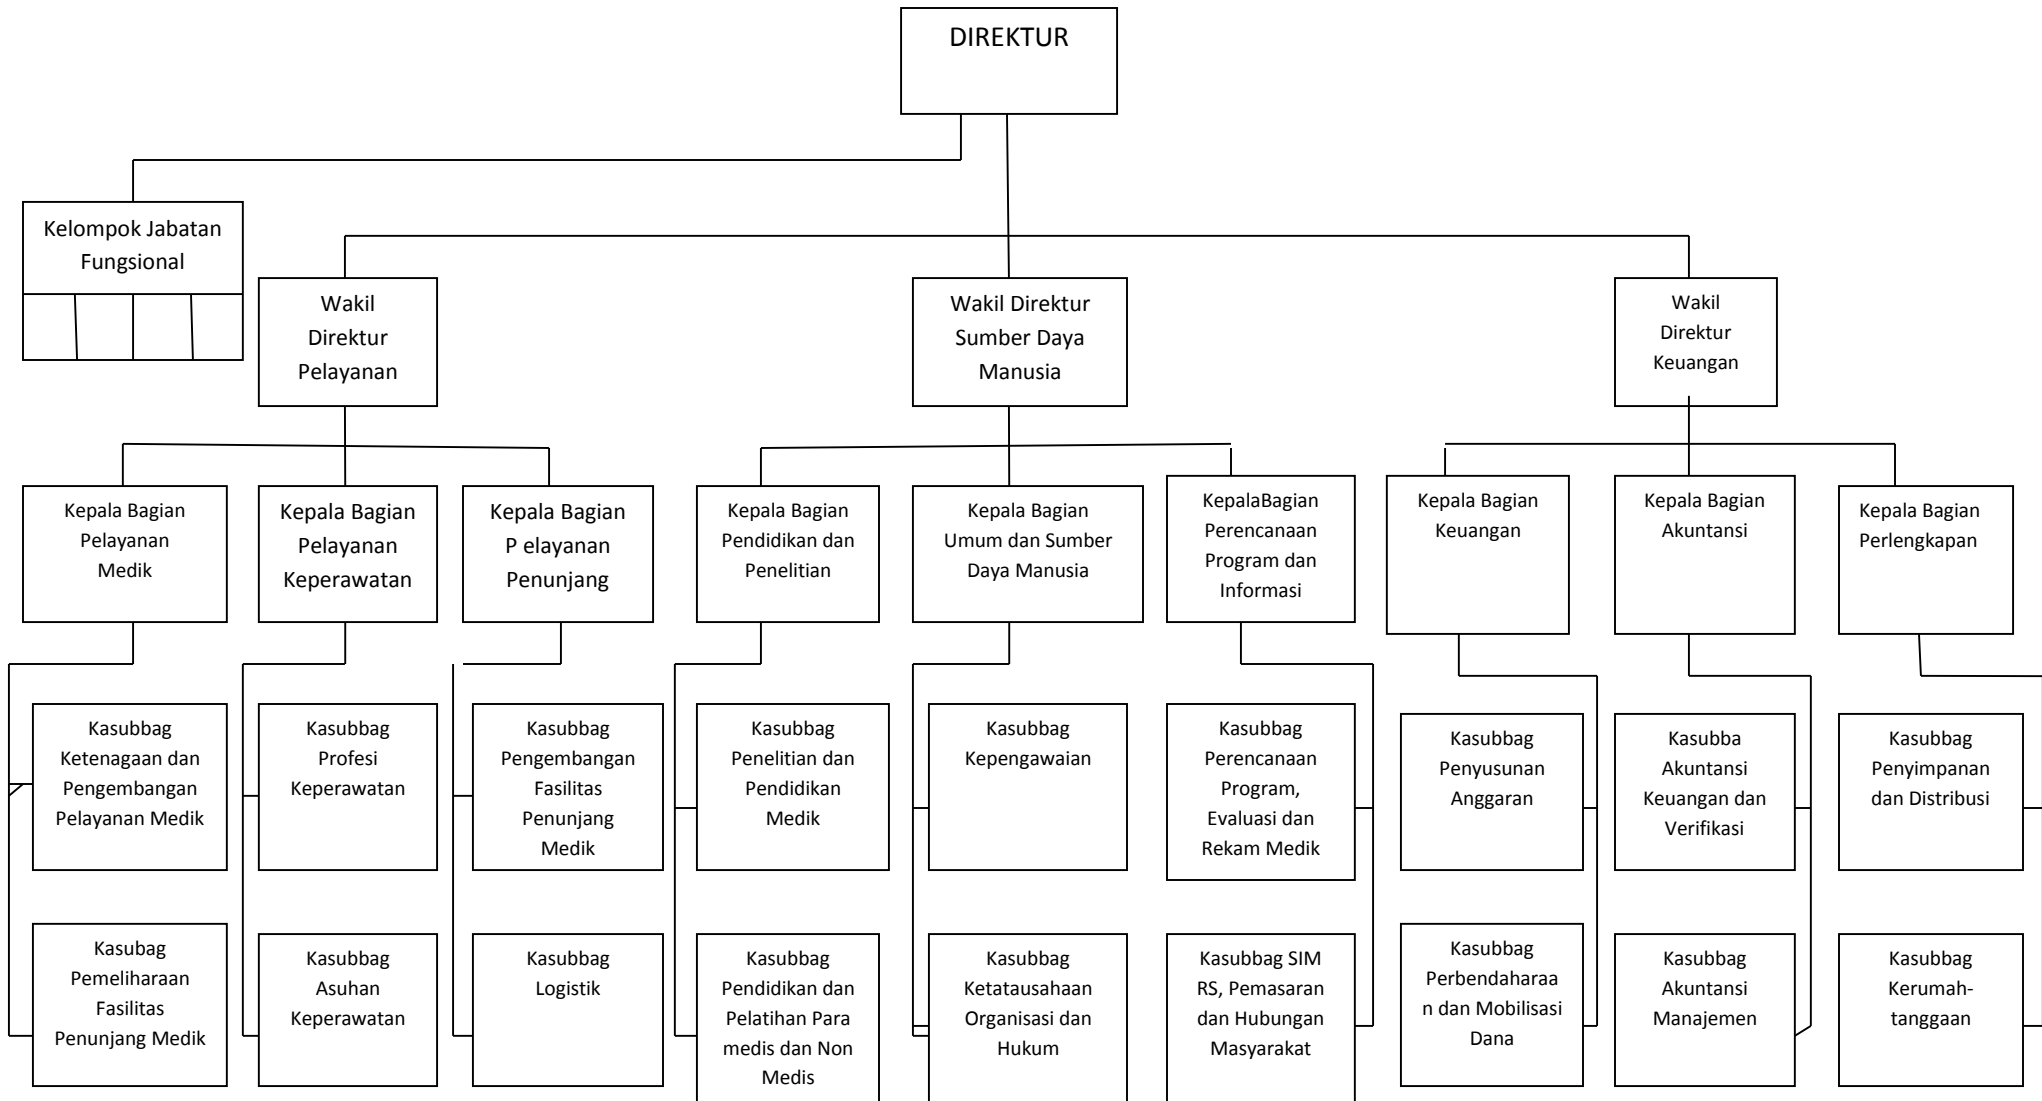 DIREKTUR
Kelompok Jabatan
Fungsional
Wakil
Direktur
Pelayanan
Wakil Direktur
Sumber Daya
Manusia
Wakil
Direktur
Keuangan
Kepala Bagian
Pelayanan
Medik
Kepala Bagian
Pelayanan
Keperawatan
Kepala Bagian
P elayanan
Penunjang
Kepala Bagian
Pendidikan dan
Penelitian
Kepala Bagian
Umum dan Sumber
Daya Manusia
KepalaBagian
Perencanaan
Program dan
Informasi
Kepala Bagian
Keuangan
Kepala Bagian
Akuntansi
Kepala Bagian
Perlengkapan
Kasubbag
Ketenagaan dan
Pengembangan
Pelayanan Medik
Kasubbag
Profesi
Keperawatan
Kasubbag
Pengembangan
Fasilitas
Penunjang
Medik
Kasubbag
Penelitian dan
Pendidikan
Medik
Kasubbag
Kepengawaian
Kasubbag
Perencanaan
Program,
Evaluasi dan
Rekam Medik
Kasubbag
Penyusunan
Anggaran
Kasubba
Akuntansi
Keuangan dan
Verifikasi
Kasubbag
Penyimpanan
dan Distribusi
Kasubag
Pemeliharaan
Fasilitas
Penunjang Medik
Kasubbag
Asuhan
Keperawatan
Kasubbag
Logistik
Kasubbag
Pendidikan dan
Pelatihan Para
medis dan Non
Medis
Kasubbag
Ketatausahaan
Organisasi dan
Hukum
Kasubbag SIM
RS, Pemasaran
dan Hubungan
Masyarakat
Kasubbag
Perbendaharaa
n dan Mobilisasi
Dana
Kasubbag
Akuntansi
Manajemen
Kasubbag
Kerumah-
tanggaan